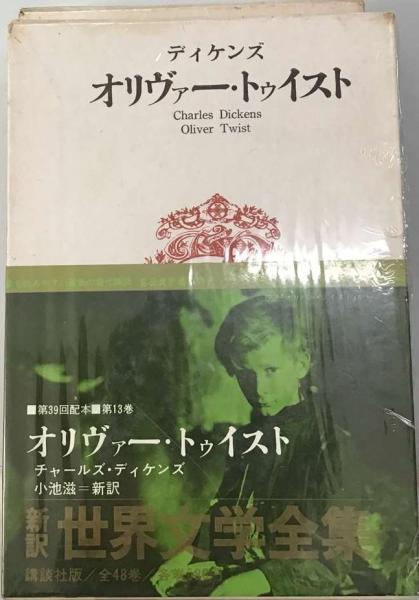 ディケンズ
オリヴァー・トゥイスト
Charles Dickens
Oliver Twist
■第39回配本■第13巻
オリヴァー・トゥイスト
チャールズ・ディケンズ
小池滋=新訳
新訳 世界文学全集
講談社版/全48巻/各